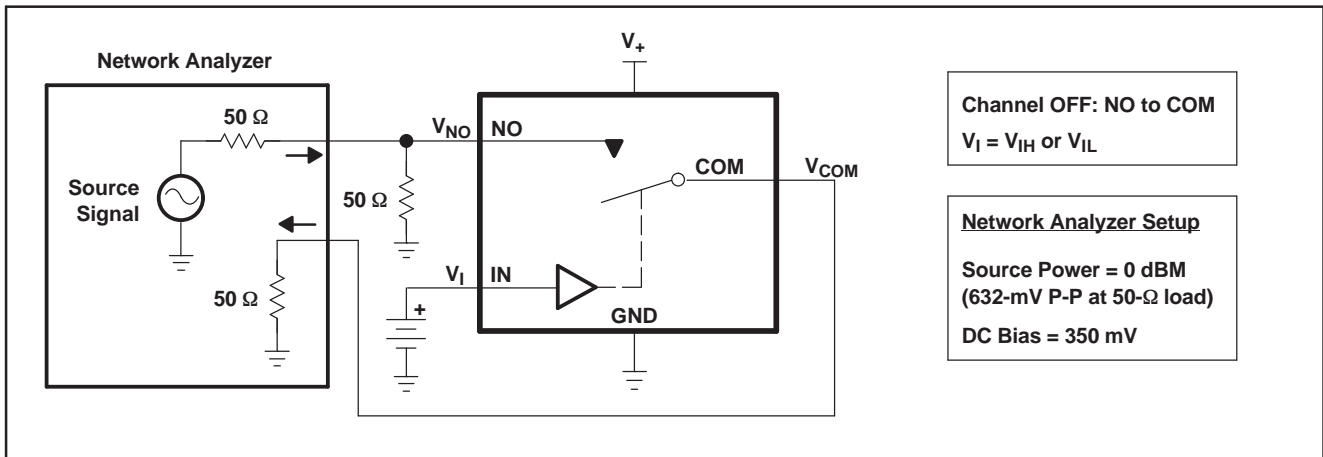 Network Analyzer
50 Ω
Source
Signal
50 Ω
50 Ω
V+
VNO
NO
COM
VCOM
VI
IN
+
GND
Channel OFF: NO to COM
VI = VIH or VIL
Network Analyzer Setup
Source Power = 0 dBM
(632-mV P-P at 50-Ω load)
DC Bias = 350 mV